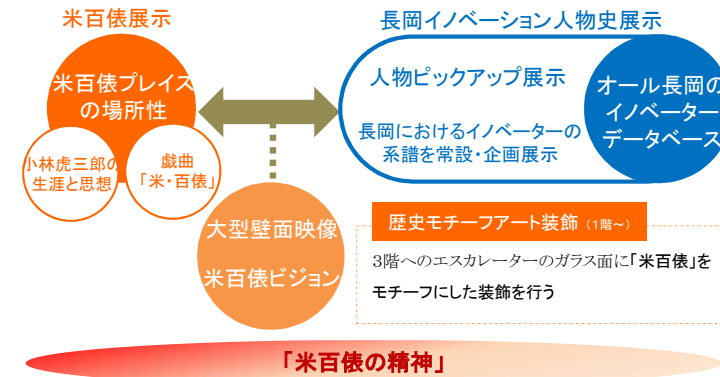 米百俵展示
米百俵プレイス
の場所性
小林虎三郎の
生涯と思想
戯曲
「米・百俵」
長岡イノベーション人物史展示
人物ピックアップ展示
長岡におけるイノベーターの
系譜を常設・企画展示
オール長岡の
イノベーター
データベース
大型壁面映像
米百俵ビジョン
歴史モチーフアート装飾（1階～）
3階へのエスカレーターのガラス面に「米百俵」を
モチーフにした装飾を行う
「米百俵の精神」